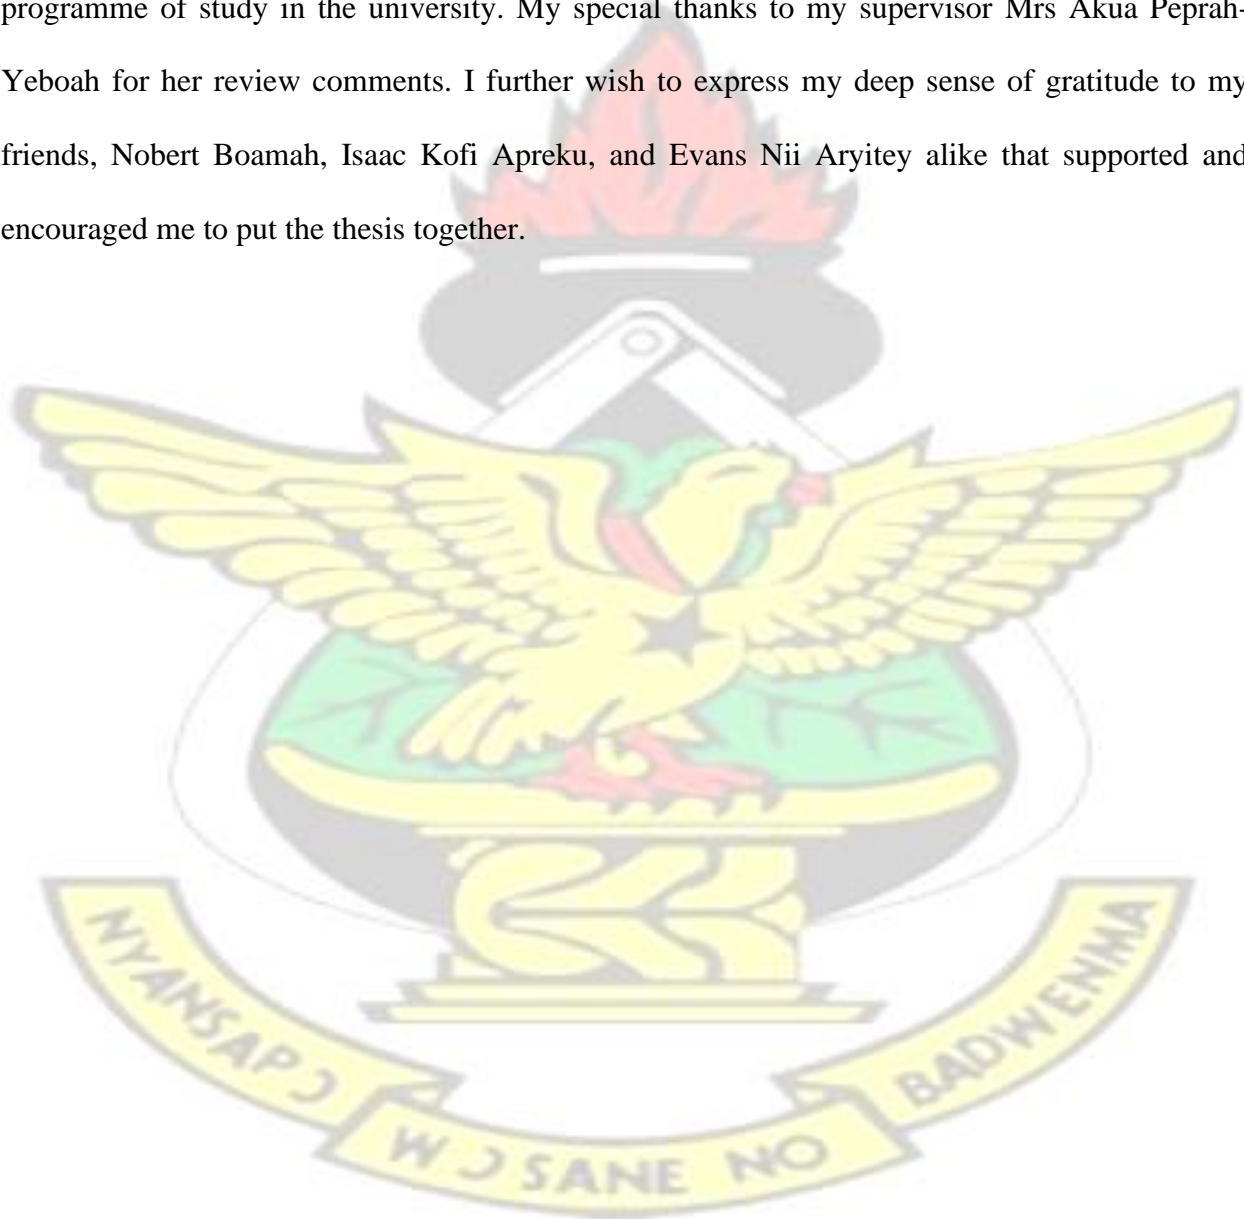 programme of study in the university. My special thanks to my supervisor Mrs Akua Peprah-
Yeboah for her review comments. I further wish to express my deep sense of gratitude to my
friends, Nobert Boamah, Isaac Kofi Apreku, and Evans Nii Aryitey alike that supported and
encouraged me to put the thesis together.
NYANSAPƆ
WƆSANE NO
BADWENMA